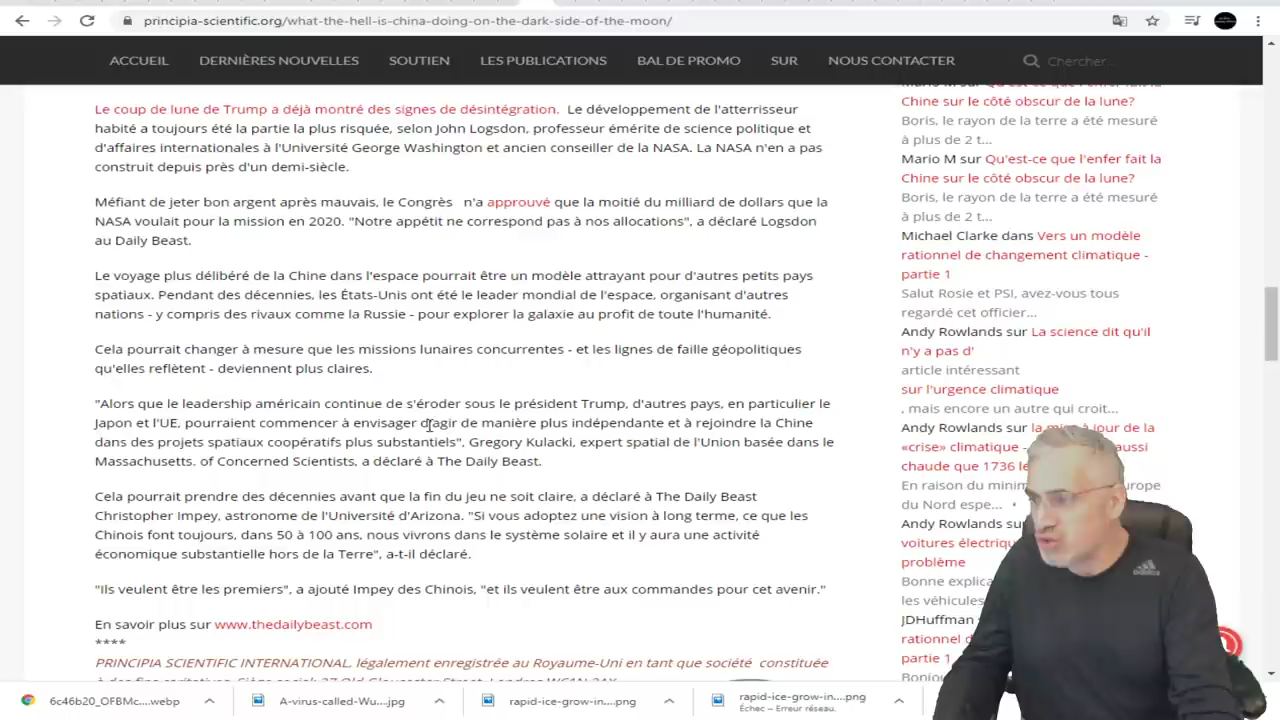 principia-scientific.org/what-the-hell-is-china-doing-on-the-dark-side-of-the-moon/
ACCUEIL DERNIÈRES NOUVELLES SOUTIEN LES PUBLICATIONS BAL DE PROMO SUR NOUS CONTACTER Chercher...
Le coup de lune de Trump a déjà montré des signes de désintégration. Le développement de l'atterrisseur
habité a toujours été la partie la plus risquée, selon John Logsdon, professeur émérite de science politique et
d'affaires internationales à l'Université George Washington et ancien conseiller de la NASA. La NASA n'en a pas
construit depuis près d'un demi-siècle.
Méfiant de jeter bon argent après mauvais, le Congrès n'a approuvé que la moitié du milliard de dollars que la
NASA voulait pour la mission en 2020. "Notre appétit ne correspond pas à nos allocations", a déclaré Logsdon
au Daily Beast.
Le voyage plus délibéré de la Chine dans l'espace pourrait être un modèle attrayant pour d'autres petits pays
spatiaux. Pendant des décennies, les États-Unis ont été le leader mondial de l'espace, organisant d'autres
nations - y compris des rivaux comme la Russie - pour explorer la galaxie au profit de toute l'humanité.
Cela pourrait changer à mesure que les missions lunaires concurrentes - et les lignes de faille géopolitiques
qu'elles reflètent - deviennent plus claires.
"Alors que le leadership américain continue de s'éroder sous le président Trump, d'autres pays, en particulier le
Japon et l'UE, pourraient commencer à envisager d'agir de manière plus indépendante et à rejoindre la Chine
dans des projets spatiaux coopératifs plus substantiels", Gregory Kulacki, expert spatial de l'Union basée dans le
Massachusetts. of Concerned Scientists, a déclaré à The Daily Beast.
Cela pourrait prendre des décennies avant que la fin du jeu ne soit claire, a déclaré à The Daily Beast
Christopher Impey, astronome de l'Université d'Arizona. "Si vous adoptez une vision à long terme, ce que les
Chinois font toujours, dans 50 à 100 ans, nous vivrons dans le système solaire et il y aura une activité
économique substantielle hors de la Terre", a-t-il déclaré.
"Ils veulent être les premiers", a ajouté Impey des Chinois, "et ils veulent être aux commandes pour cet avenir."
En savoir plus sur www.thedailybeast.com
****
PRINCIPIA SCIENTIFIC INTERNATIONAL, légalement enregistrée au Royaume-Uni en tant que société constituée
Mario M sur Qu'est-ce que l'enfer fait la
Chine sur le côté obscur de la lune?
Boris, le rayon de la terre a été mesuré
à plus de 2 t...
Mario M sur Qu'est-ce que l'enfer fait la
Chine sur le côté obscur de la lune?
Boris, le rayon de la terre a été mesuré
à plus de 2 t...
Michael Clarke dans Vers un modèle
rationnel de changement climatique -
partie 1
Salut Rosie et PSI, avez-vous tous
regardé cet officier...
Andy Rowlands sur La science dit qu'il
n'y a pas d'
article intéressant
sur l'urgence climatique
, mais encore un autre qui croit...
Andy Rowlands sur la mise à jour de la
«crise» climatique - aussi
chaude que 1736 le
En raison du minim Europe
du Nord espe...
Andy Rowlands sur
voitures électriqu
problème
Bonne explica
les véhicules
JDHuffman sur
rationnel d
partie 1
Bonjou
6c46b20_OFBMc....webp A-virus-called-Wu....jpg rapid-ice-grow-in....png rapid-ice-grow-in....png
Échec – Erreur réseau.